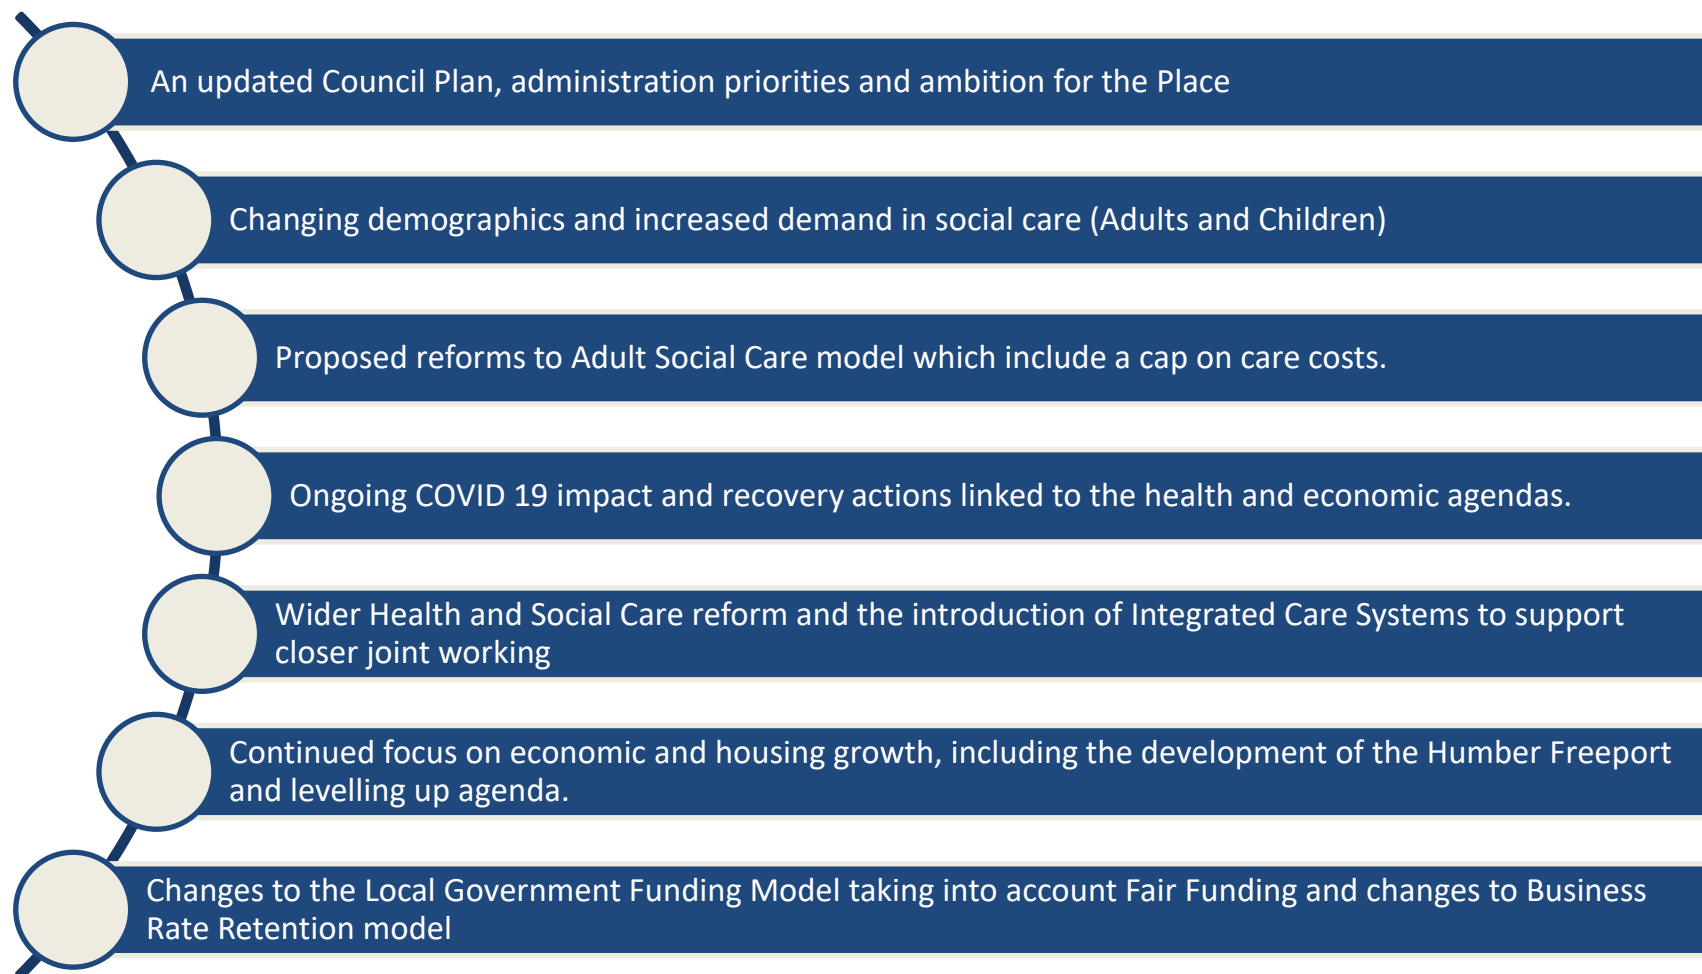 An updated Council Plan, administration priorities and ambition for the Place
Changing demographics and increased demand in social care (Adults and Children)
Proposed reforms to Adult Social Care model which include a cap on care costs.
Ongoing COVID 19 impact and recovery actions linked to the health and economic agendas.
Wider Health and Social Care reform and the introduction of Integrated Care Systems to support
closer joint working
Continued focus on economic and housing growth, including the development of the Humber Freeport
and levelling up agenda.
Changes to the Local Government Funding Model taking into account Fair Funding and changes to Business
Rate Retention model